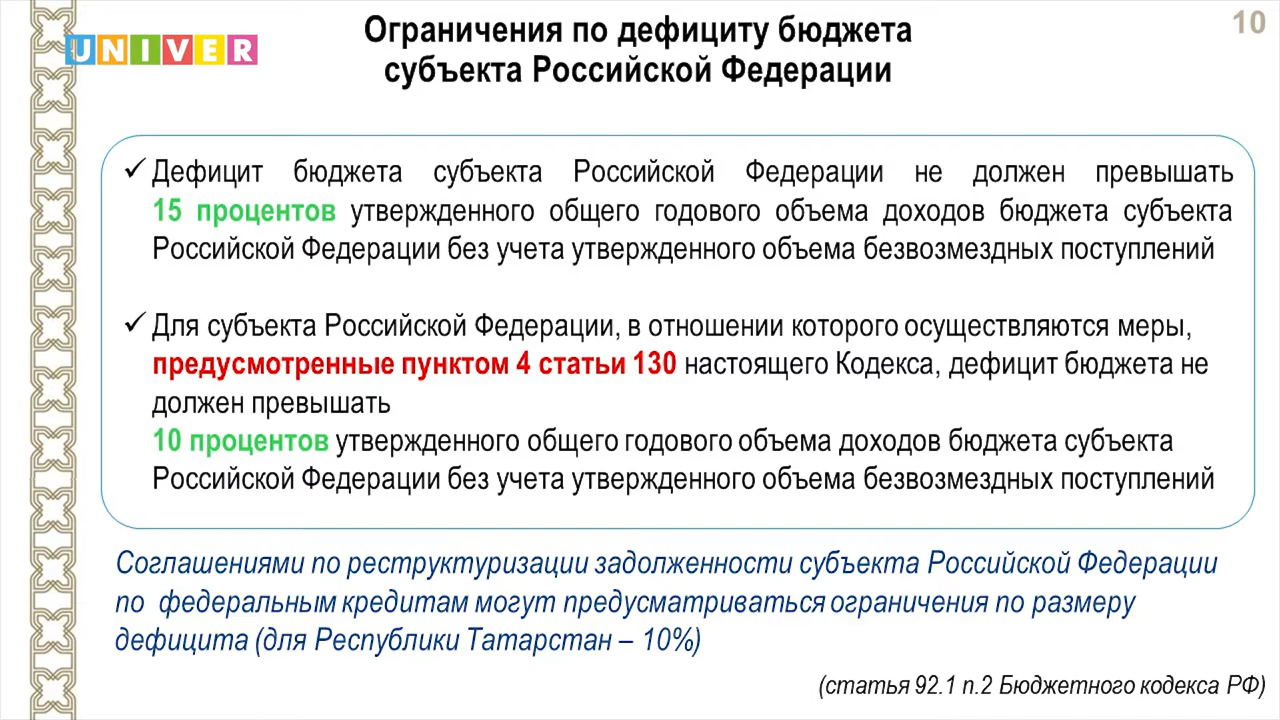 Ограничения по дефициту бюджета
субъекта Российской Федерации
10
UNIVER
✓ Дефицит бюджета субъекта Российской Федерации не должен превышать
15 процентов утвержденного общего годового объема доходов бюджета субъекта
Российской Федерации без учета утвержденного объема безвозмездных поступлений
✓ Для субъекта Российской Федерации, в отношении которого осуществляются меры,
предусмотренные пунктом 4 статьи 130 настоящего Кодекса, дефицит бюджета не
должен превышать
10 процентов утвержденного общего годового объема доходов бюджета субъекта
Российской Федерации без учета утвержденного объема безвозмездных поступлений
Соглашениями по реструктуризации задолженности субъекта Российской Федерации
по федеральным кредитам могут предусматриваться ограничения по размеру
дефицита (для Республики Татарстан – 10%)
(статья 92.1 п.2 Бюджетного кодекса РФ)